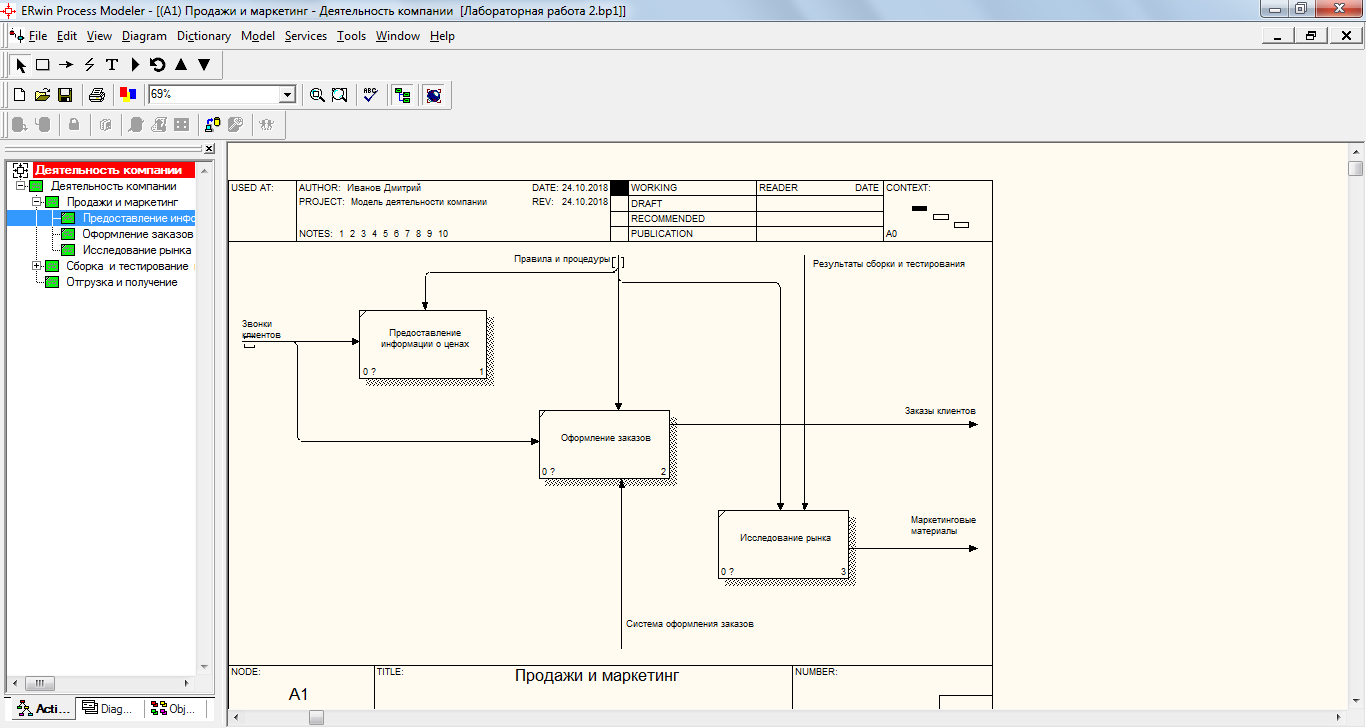 ERwin Process Modeler - [(A1) Продажи и маркетинг - Деятельность компании [Лабораторная работа 2.bp1]]
File Edit View Diagram Dictionary Model Services Tools Window Help
T
69%
ABC
Деятельность компании
Деятельность компании
Продажи и маркетинг
Предоставление инфо
Оформление заказов
Исследование рынка
Сборка и тестирование
Отгрузка и получение
Acti...
Diag...
Obj...
USED AT:
AUTHOR: Иванов Дмитрий
DATE: 24.10.2018
PROJECT: Модель деятельности компании
REV: 24.10.2018
NOTES: 1 2 3 4 5 6 7 8 9 10
WORKING
DRAFT
RECOMMENDED
PUBLICATION
READER DATE
CONTEXT:
A0
Правила и процедуры
Результаты сборки и тестирования
Звонки
клиентов
Предоставление
информации о ценах
0 ? 1
Заказы клиентов
Оформление заказов
0 ? 2
Маркетинговые
материалы
Исследование рынка
0 ? 3
Система оформления заказов
NODE:
A1
TITLE:
Продажи и маркетинг
NUMBER: